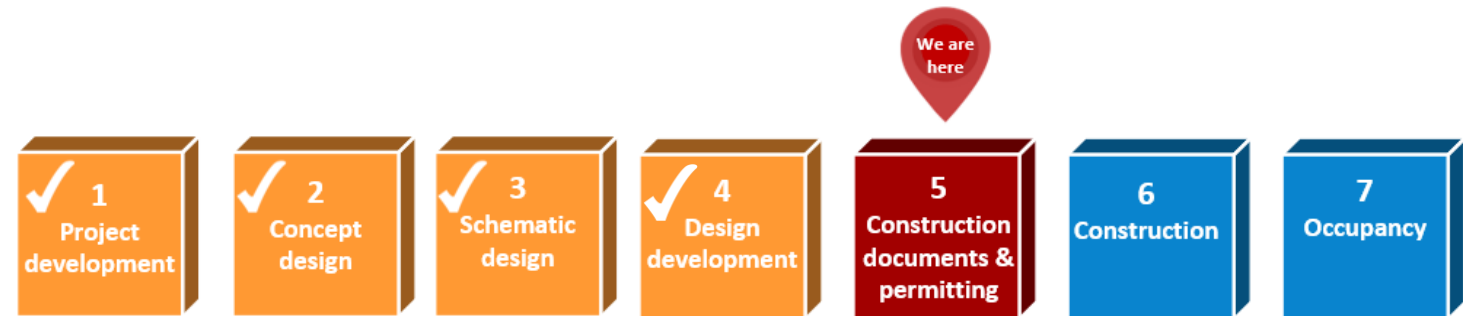 We are
here
1
Project
development
2
Concept
design
3
Schematic
design
4
Design
development
5
Construction
documents &
permitting
6
Construction
7
Occupancy